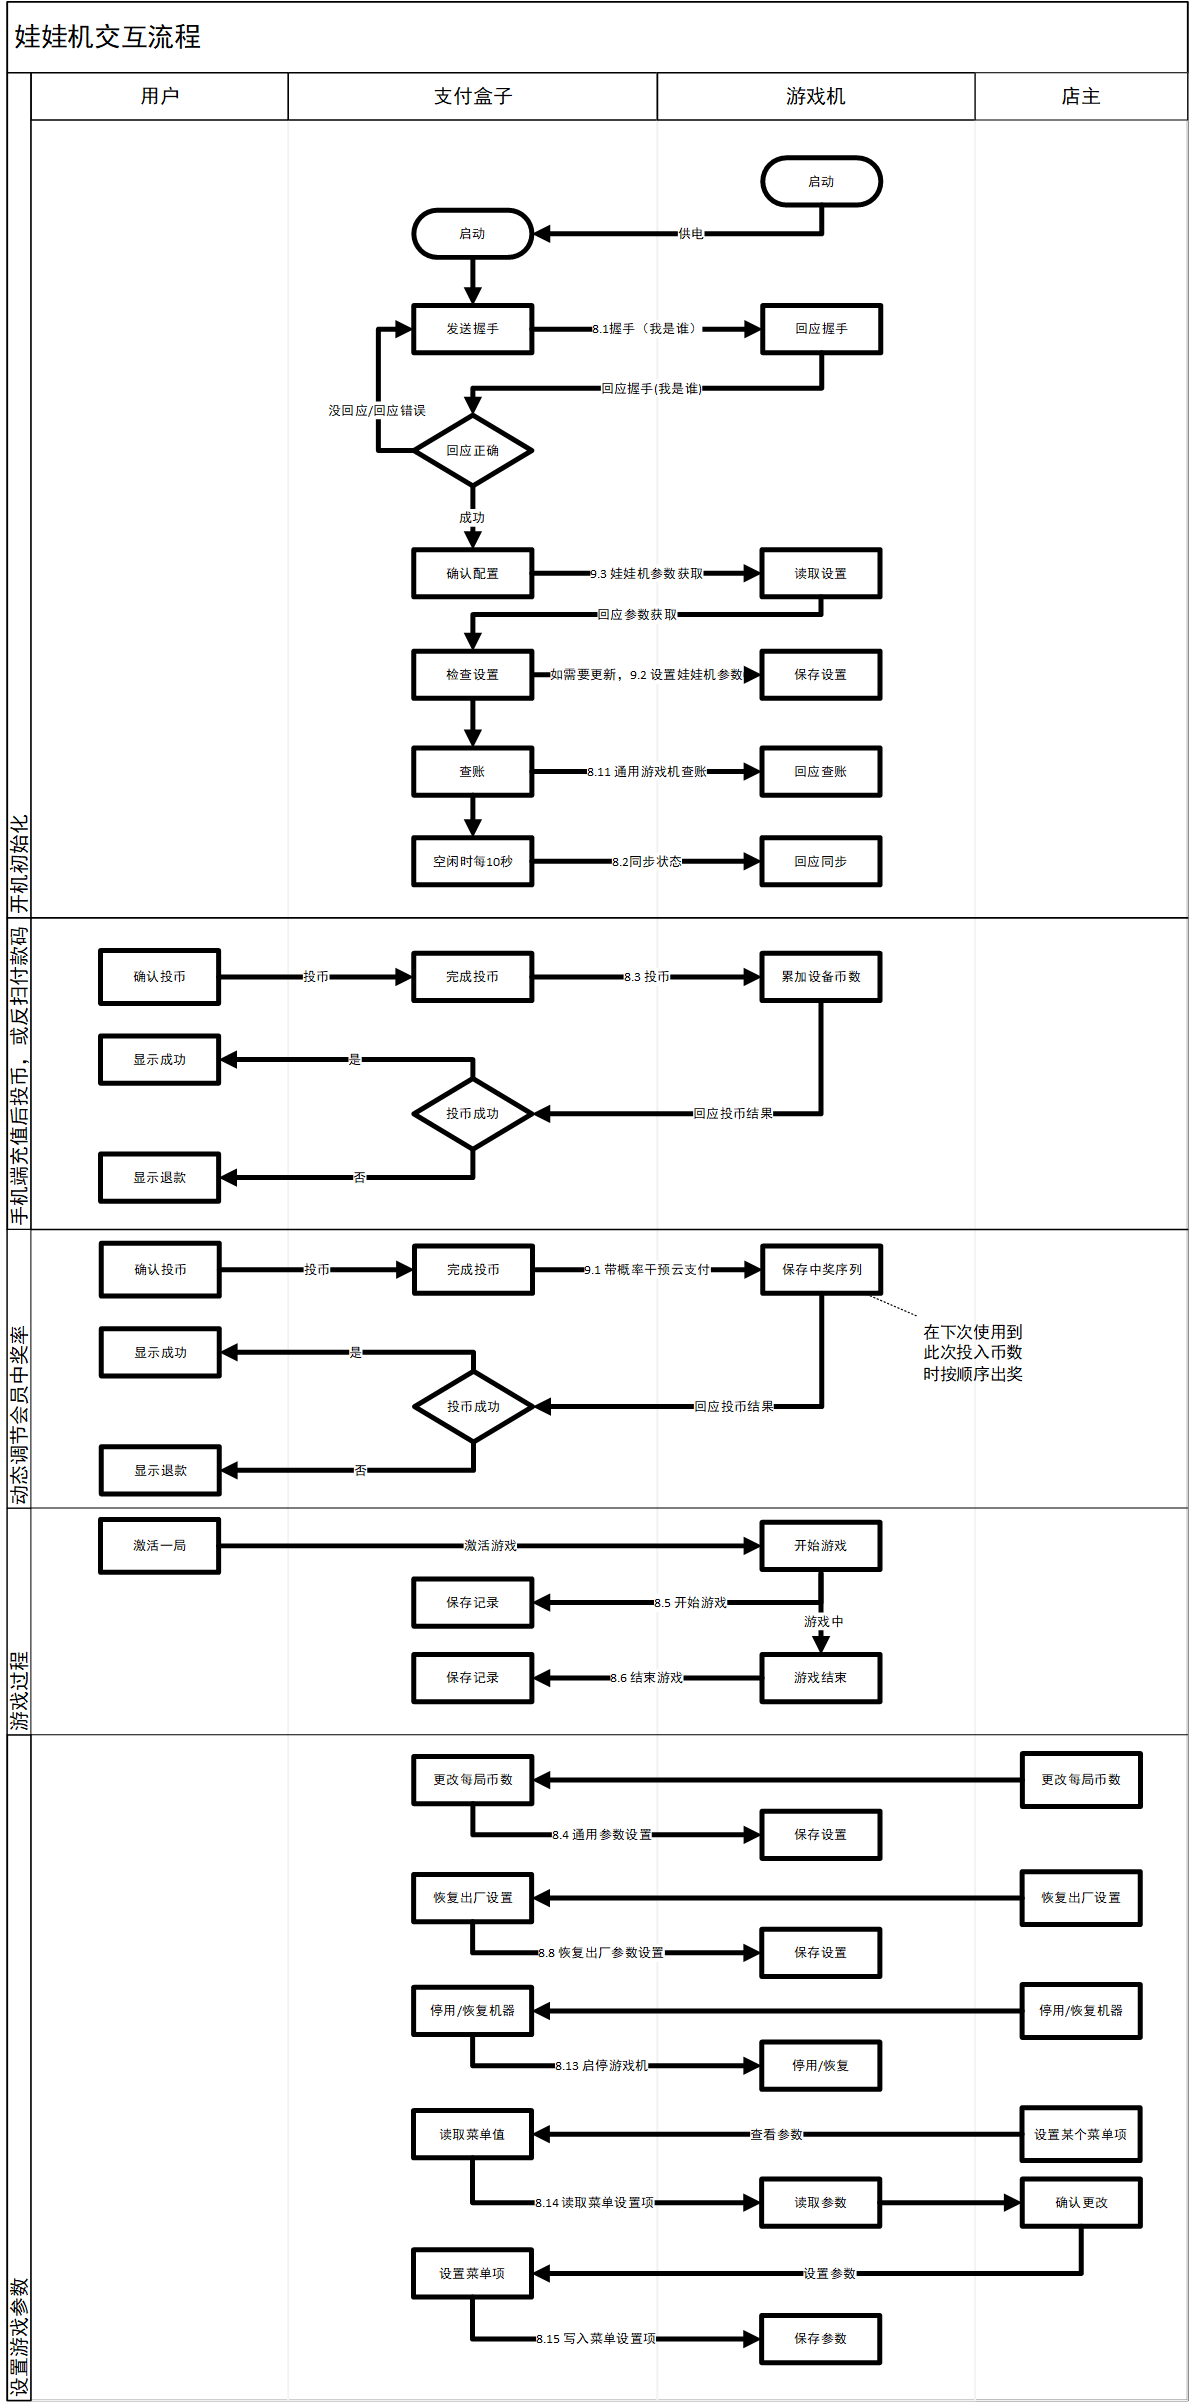 娃娃机交互流程
用户
支付盒子
游戏机
店主
开机初始化
启动
供电
启动
发送握手
8.1握手（我是谁）
回应握手
回应握手(我是谁)
没回应/回应错误
回应正确
成功
确认配置
9.3 娃娃机参数获取
读取设置
回应参数获取
检查设置
如需要更新，9.2 设置娃娃机参数
保存设置
查账
8.11 通用游戏机查账
回应查账
空闲时每10秒
8.2同步状态
回应同步
手机端充值后投币，或反扫付款码
确认投币
投币
完成投币
8.3 投币
累加设备币数
显示成功
是
投币成功
回应投币结果
显示退款
否
动态调节会员中奖率
确认投币
投币
完成投币
9.1 带概率干预云支付
保存中奖序列
在下次使用到
此次投入币数
时按顺序出奖
显示成功
是
投币成功
回应投币结果
显示退款
否
游戏过程
激活一局
激活游戏
开始游戏
保存记录
8.5 开始游戏
游戏中
保存记录
8.6 结束游戏
游戏结束
设置游戏参数
更改每局币数
更改每局币数
8.4 通用参数设置
保存设置
恢复出厂设置
恢复出厂设置
8.8 恢复出厂参数设置
保存设置
停用/恢复机器
停用/恢复机器
8.13 启停游戏机
停用/恢复
读取菜单值
查看参数
设置某个菜单项
8.14 读取菜单设置项
读取参数
确认更改
设置菜单项
设置参数
8.15 写入菜单设置项
保存参数